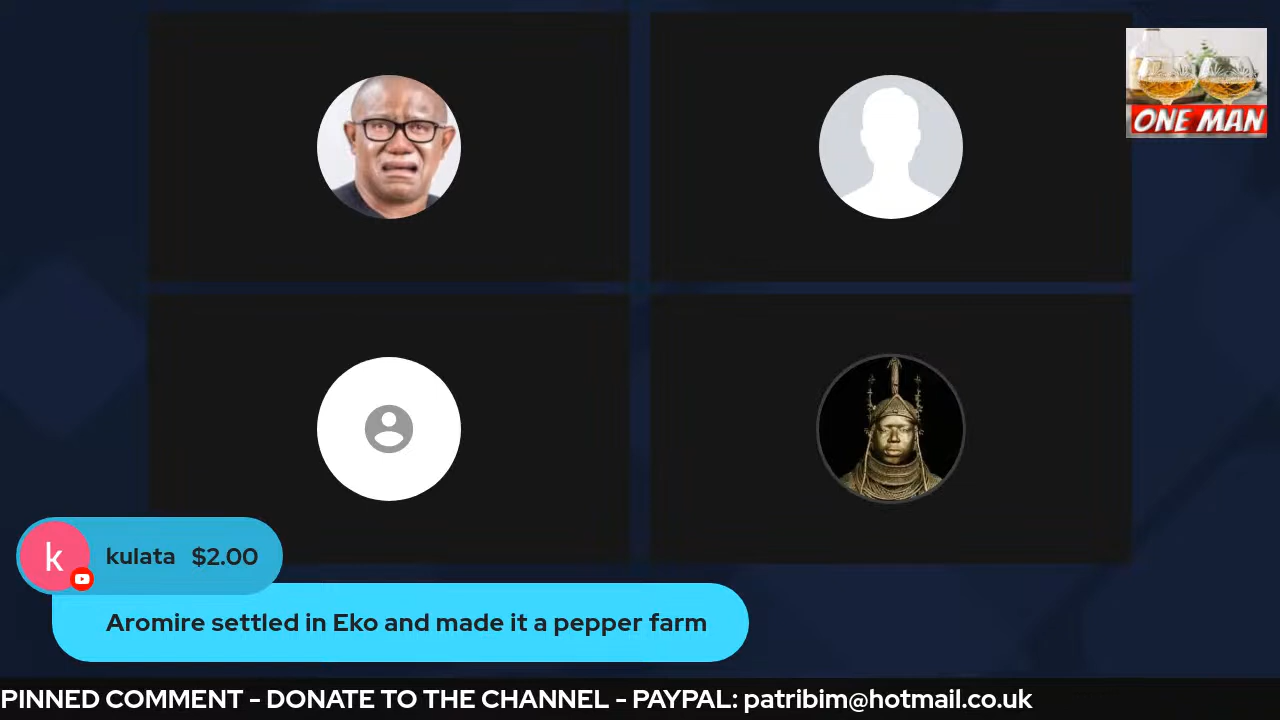 ONE MAN
k
kulata $2.00
Aromire settled in Eko and made it a pepper farm
PINNED COMMENT - DONATE TO THE CHANNEL - PAYPAL: patribim@hotmail.co.uk